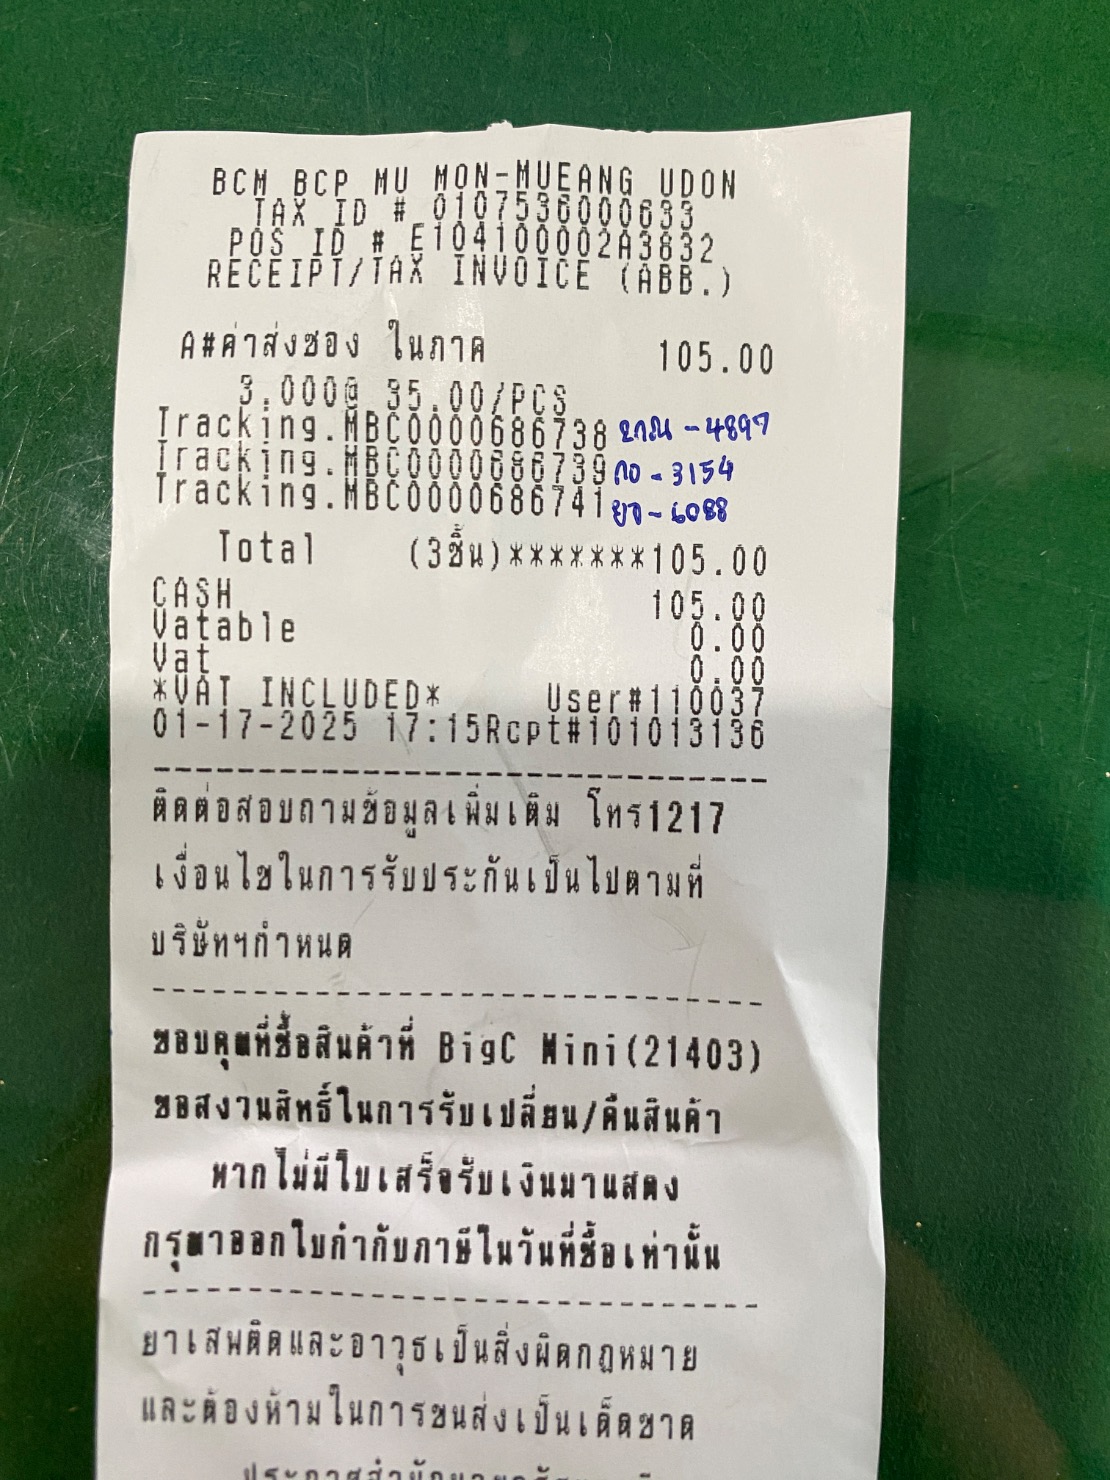 BCM BCP MU MON-MUEANG UDON
TAX ID # 0107536000633
POS ID # E104100002A3832
RECEIPT/TAX INVOICE (ABB.)
A#ค่าส่งซอง ในภาค 105.00
3.000@ 35.00/PCS
Tracking.MBC0000686738 - 4897
Tracking.MBC0000686739 - 3154
Tracking.MBC0000686741 - 6088
Total (3ชิ้น)*******105.00
CASH 105.00
Vatable 0.00
Vat 0.00
*VAT INCLUDED* User#110037
01-17-2025 17:15Rcpt#101013136
ติดต่อสอบถามข้อมูลเพิ่มเติม โทร1217
เงื่อนไขในการรับประกันเป็นไปตามที่
บริษัทฯกำหนด
ขอบคุณที่ซื้อสินค้าที่ BigC Mini(21403)
ขอสงวนสิทธิ์ในการรับเปลี่ยน/คืนสินค้า
หากไม่มีใบเสร็จรับเงินมาแสดง
กรุณาออกใบกำกับภาษีในวันที่ซื้อเท่านั้น
ยาเสพติดและอาวุธเป็นสิ่งผิดกฎหมาย
และต้องห้ามในการขนส่งเป็นเด็ดขาด